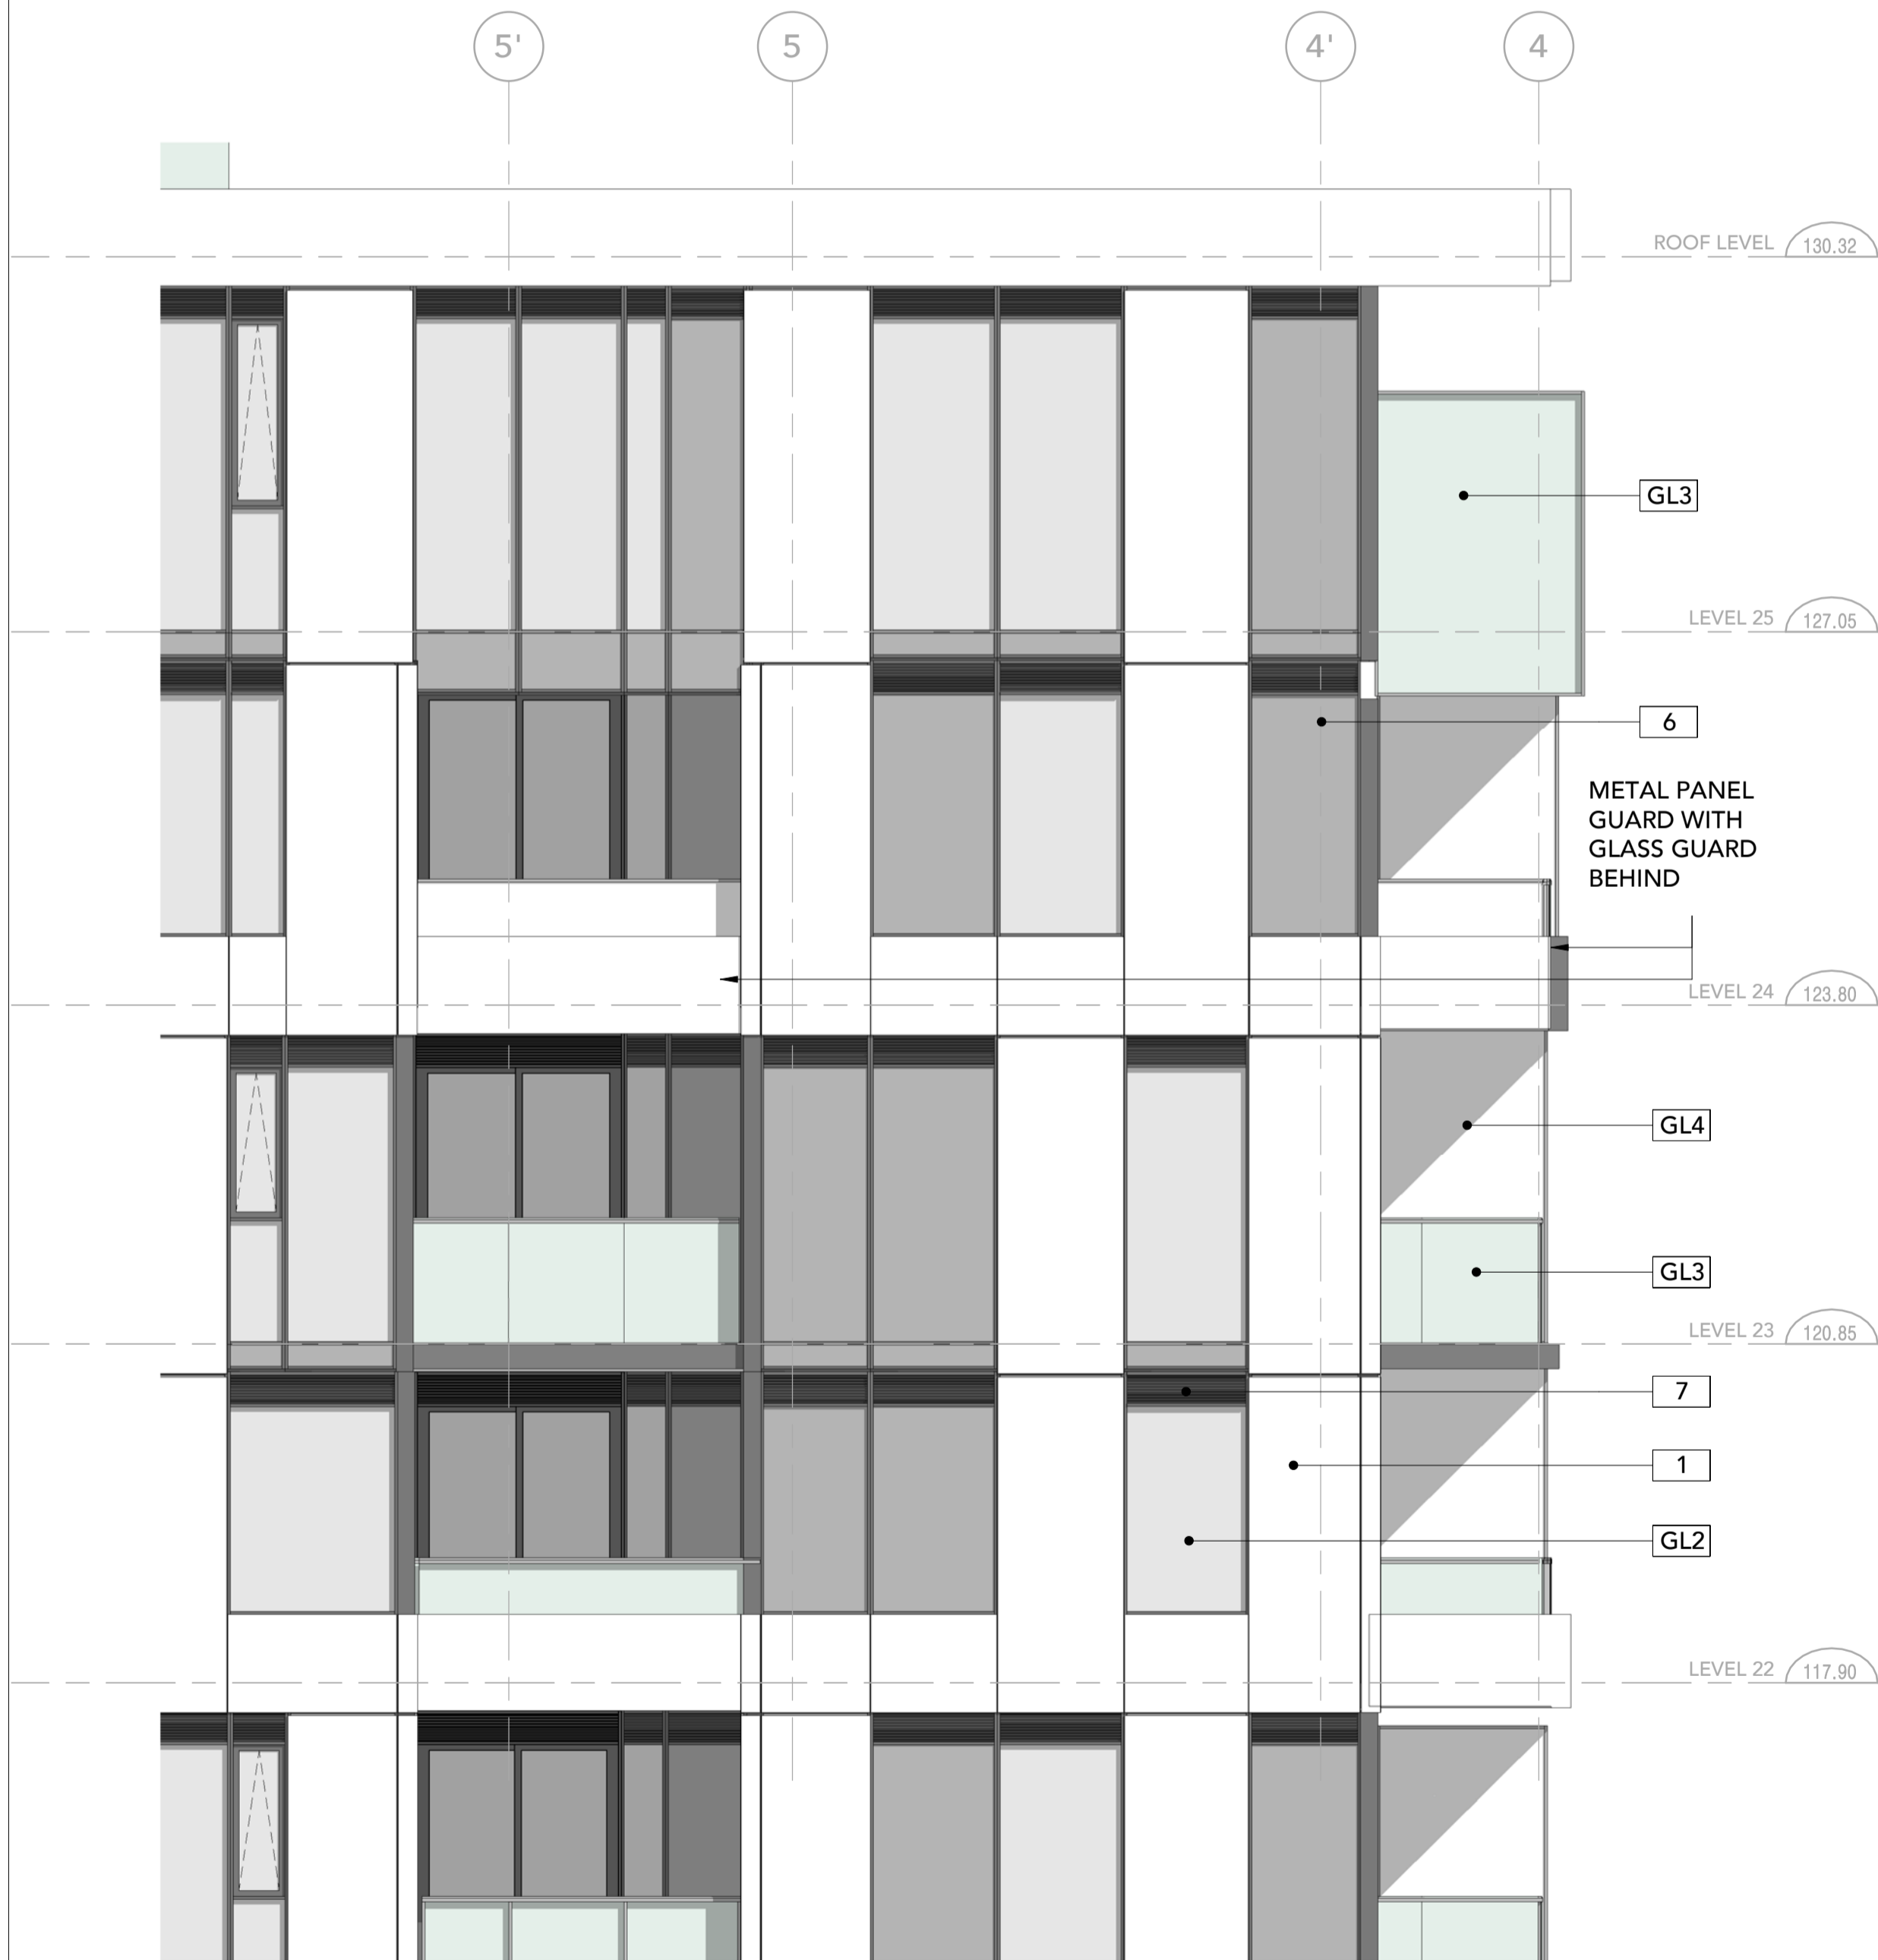 5'
5
4'
4
ROOF LEVEL 130.32
GL3
LEVEL 25 127.05
6
METAL PANEL
GUARD WITH
GLASS GUARD
BEHIND
LEVEL 24 123.80
GL4
GL3
LEVEL 23 120.85
7
1
GL2
LEVEL 22 117.90